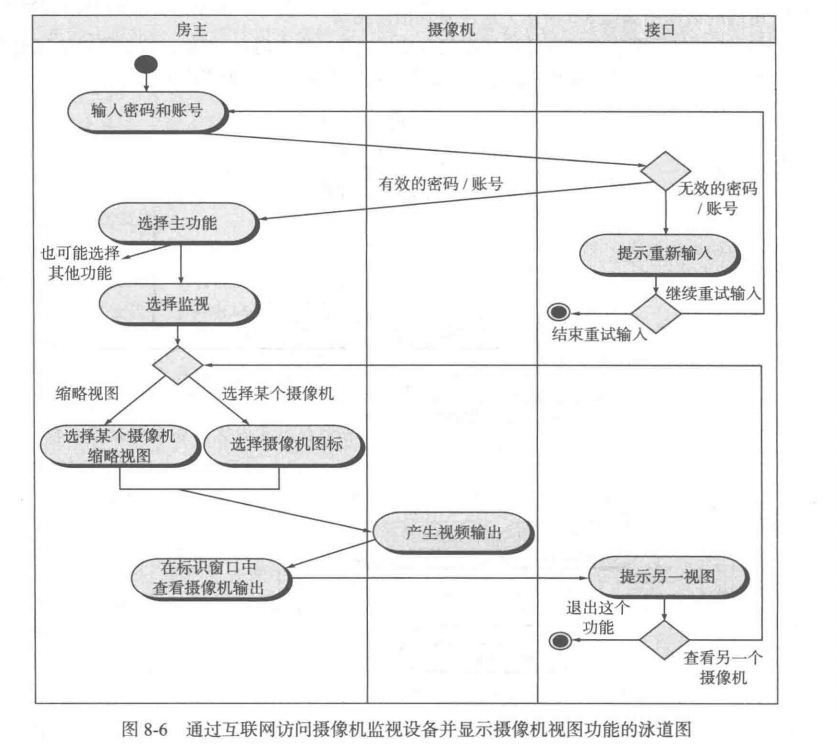 房主
摄像机
接口
输入密码和账号
有效的密码 / 账号
无效的密码
/ 账号
选择主功能
也可能选择
其他功能
提示重新输入
选择监视
继续重试输入
结束重试输入
缩略视图
选择某个摄像机
选择某个摄像机
缩略视图
选择摄像机图标
产生视频输出
在标识窗口中
查看摄像机输出
提示另一视图
退出这个
功能
查看另一个
摄像机
图 8-6 通过互联网访问摄像机监视设备并显示摄像机视图功能的泳道图